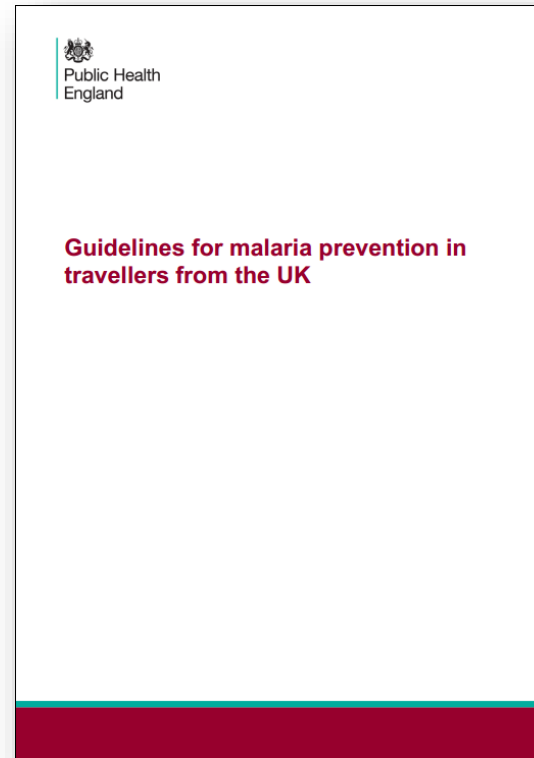 Public Health
England
Guidelines for malaria prevention in
travellers from the UK